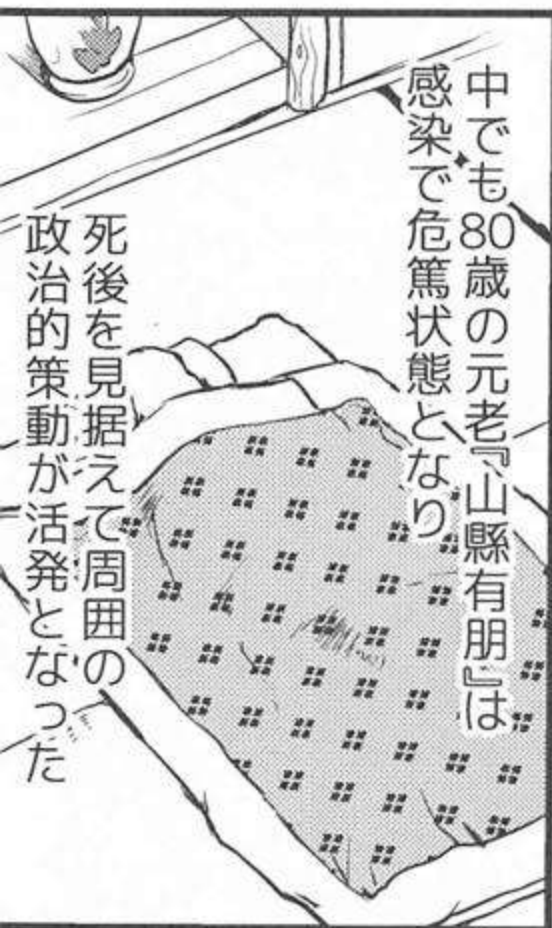 中でも80歳の元老『山縣有朋』は
感染で危篤状態となり
死後を見据えて周囲の
政治的策動が活発となった